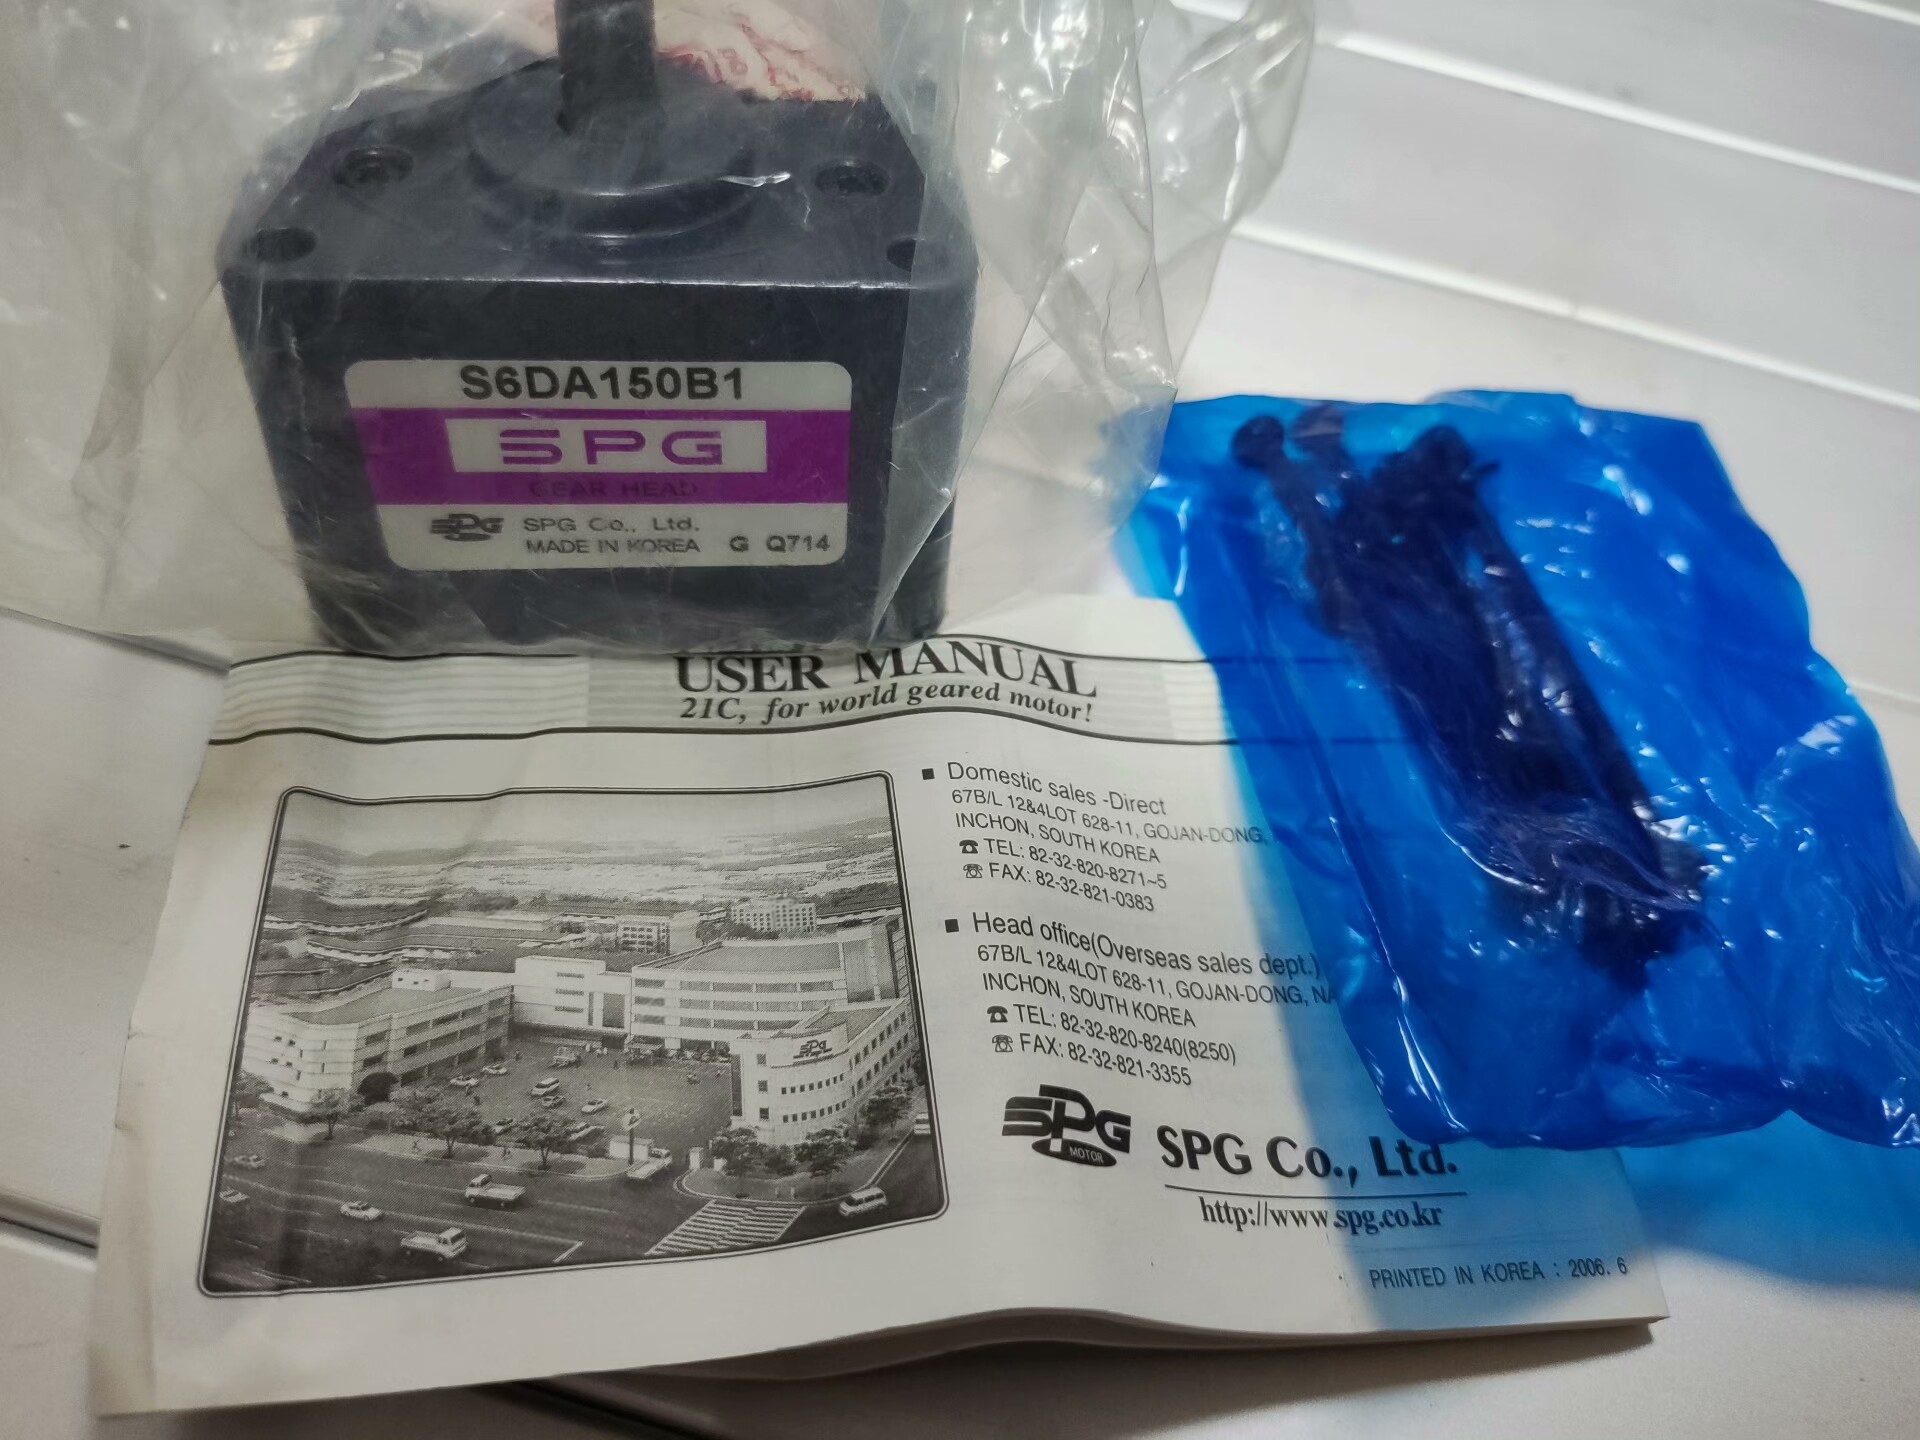 S6DA150B1
SPG
GEAR HEAD
SPG SPG Co., Ltd.
MADE IN KOREA G Q714
USER MANUAL
21C, for world geared motor!
■ Domestic sales -Direct
67B/L 12&4LOT 628-11, GOJAN-DONG,
INCHON, SOUTH KOREA
☎ TEL: 82-32-820-8271~5
FAX: 82-32-821-0383
■ Head office(Overseas sales dept.)
67B/L 12&4LOT 628-11, GOJAN-DONG,
INCHON, SOUTH KOREA
☎ TEL: 82-32-820-8240(8250)
FAX: 82-32-821-3355
SPG
MOTOR
SPG Co., Ltd.
http://www.spg.co.kr
PRINTED IN KOREA : 2006. 6
SPG